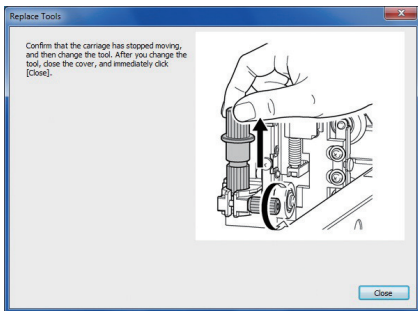 Replace Tools
Confirm that the carriage has stopped moving,
and then change the tool. After you change the
tool, close the cover, and immediately click
[Close].
Close